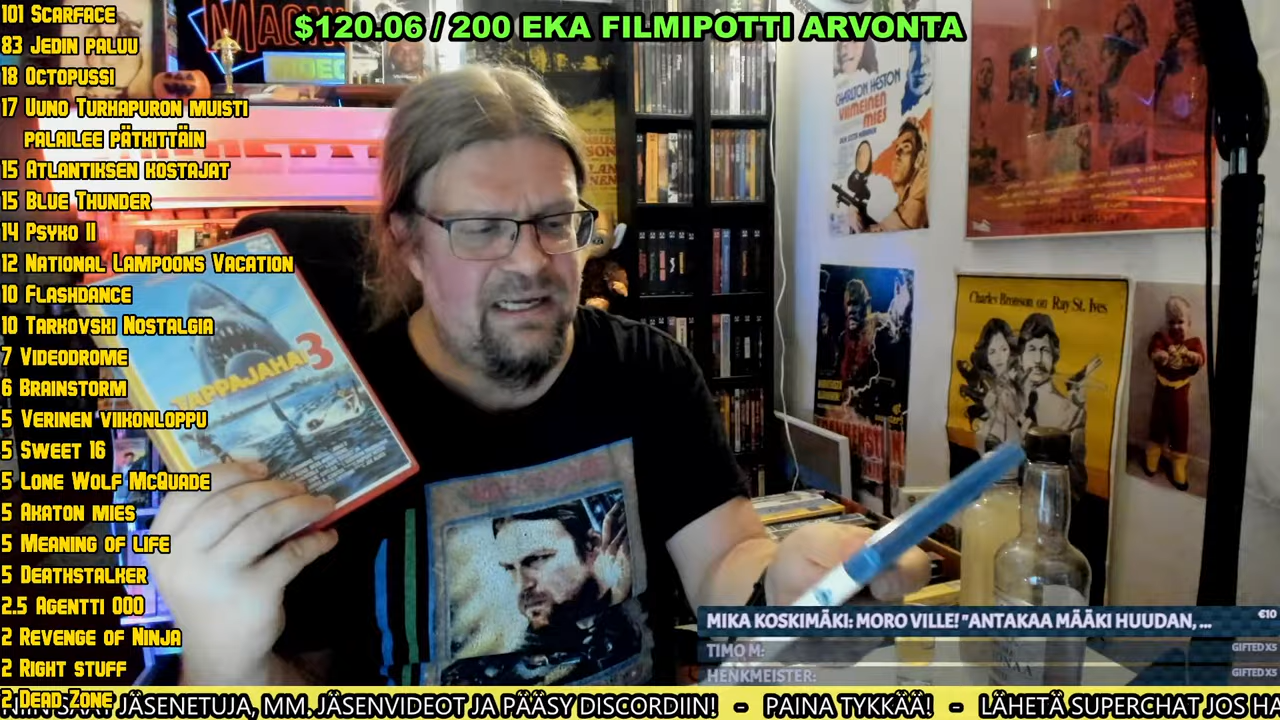 $120.06 / 200 EKA FILMIPOTTI ARVONTA
101 SCARFACE
83 JEDIN PALUU
18 OCTOPUSSI
17 UUNO TURHAPURON MUISTI
PALAILEE PÄTKITTÄIN
15 ATLANTIKSEN KOSTAJAT
15 BLUE THUNDER
14 PSYKO II
12 NATIONAL LAMPOONS VACATION
10 FLASHDANCE
10 TARKOVSKI NOSTALGIA
7 VIDEODROME
6 BRAINSTORM
5 VERINEN VIIKONLOPPU
5 SWEET 16
5 LONE WOLF MCQUADE
5 AKATON MIES
5 MEANING OF LIFE
5 DEATHSTALKER
2.5 AGENTTI 000
2 REVENGE OF NINJA
2 RIGHT STUFF
2 DEAD ZONE
TAPPAJAHAI 3
CHARLTON HESTON
VIIMEINEN
MIES
Charles Bronson on Ray St. Ives
MIKA KOSKIMÄKI: MORO VILLE! "ANTAKAA MÄÄKI HUUDAN, ... €10
TIMO M: GIFTED X5
HENKMEISTER: GIFTED X5
NIIN SAAT JÄSENETUJA, MM. JÄSENVIDEOT JA PÄÄSY DISCORDIIN! - PAINA TYKKÄÄ! - LÄHETÄ SUPERCHAT JOS HA